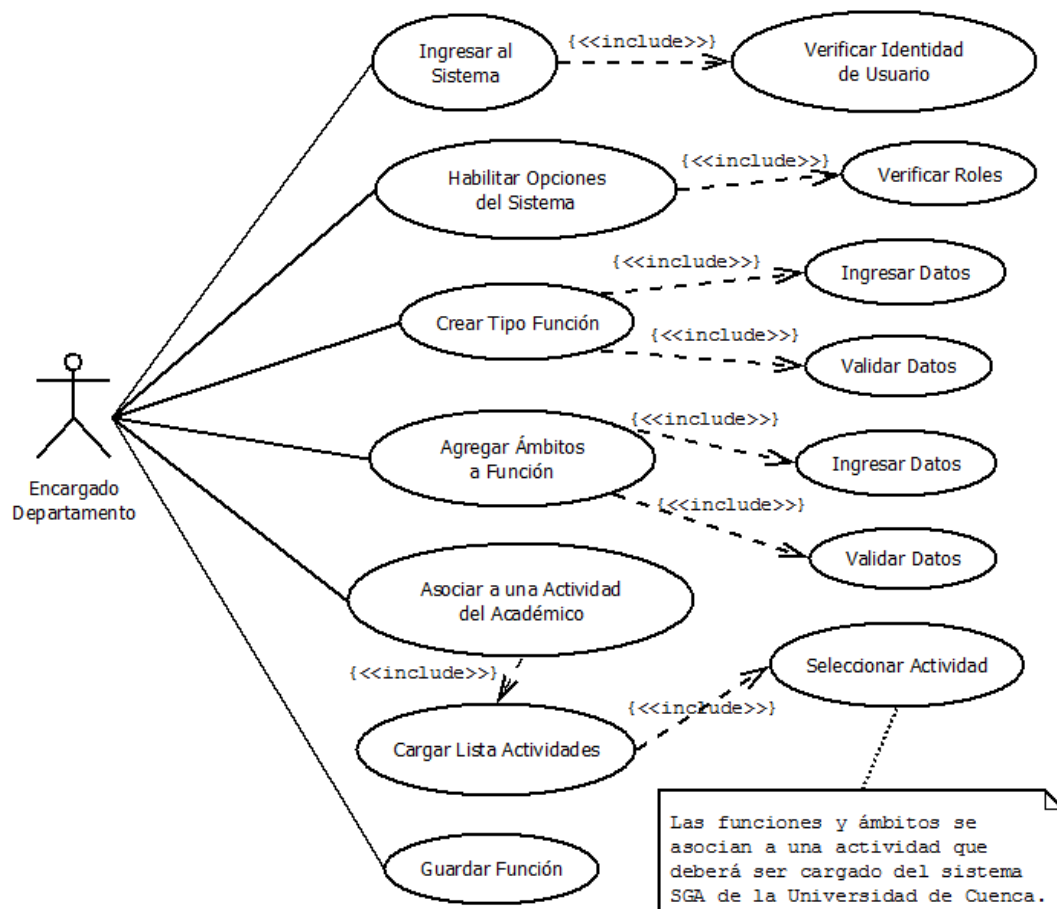 Ingresar al
Sistema
{<<include>>}
Verificar Identidad
de Usuario
Habilitar Opciones
del Sistema
{<<include>>}
Verificar Roles
Crear Tipo Función
{<<include>>}
Ingresar Datos
{<<include>>}
Validar Datos
Encargado
Departamento
Agregar Ámbitos
a Función
{<<include>>}
Ingresar Datos
{<<include>>}
Validar Datos
Asociar a una Actividad
del Académico
{<<include>>}
Cargar Lista Actividades
{<<include>>}
Seleccionar Actividad
Las funciones y ámbitos se
asocian a una actividad que
deberá ser cargado del sistema
SGA de la Universidad de Cuenca.
Guardar Función